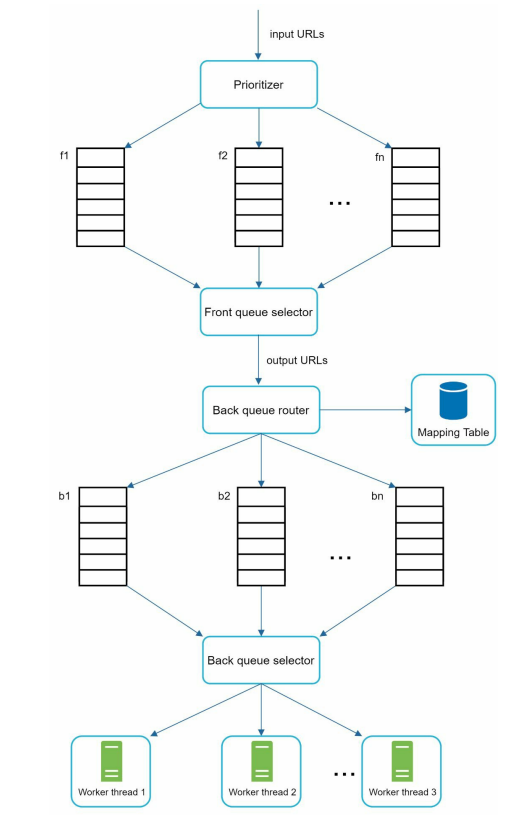 input URLs
Prioritizer
f1
f2
fn
...
Front queue selector
output URLs
Back queue router
Mapping Table
b1
b2
bn
...
Back queue selector
...
Worker thread 1
Worker thread 2
Worker thread 3